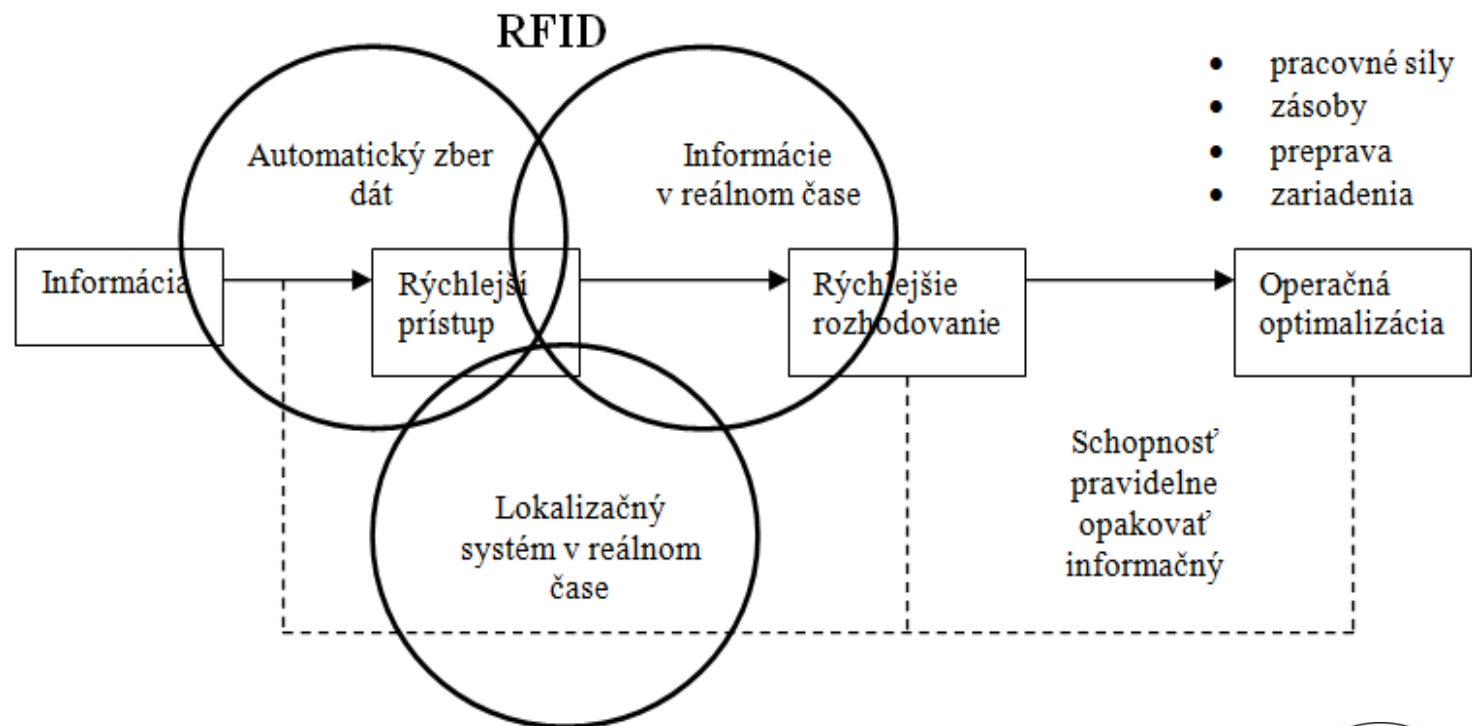 RFID
Automatický zber
dát
Informácie
v reálnom čase
• pracovné sily
• zásoby
• preprava
• zariadenia
Informácia
Rýchlejší
prístup
Rýchlejšie
rozhodovanie
Operačná
optimalizácia
Lokalizačný
systém v reálnom
čase
Schopnosť
pravidelne
opakovať
informačný